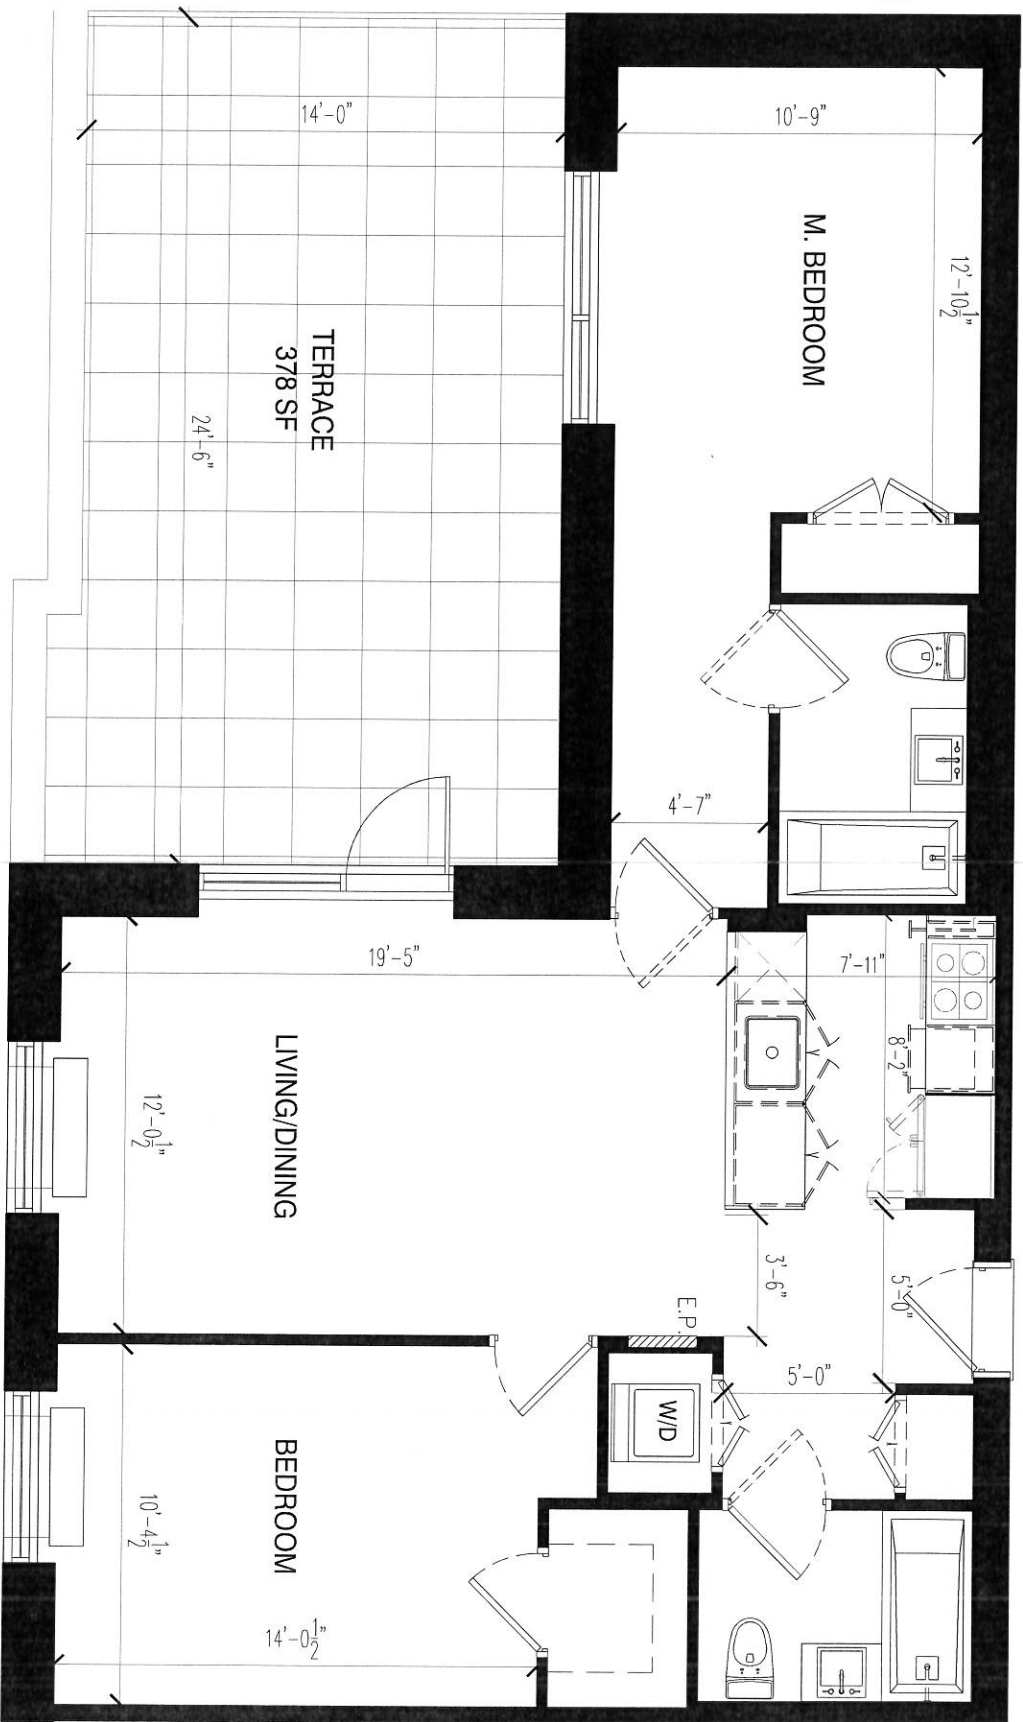 14'-0"
10'-9"
M. BEDROOM
12'-10 1/2"
TERRACE
378 SF
24'-6"
4'-7"
19'-5"
7'-11"
8'-2"
LIVING/DINING
12'-0 1/2"
3'-6"
5'-0"
E.P.
5'-0"
W/D
BEDROOM
10'-4 1/2"
14'-0 1/2"